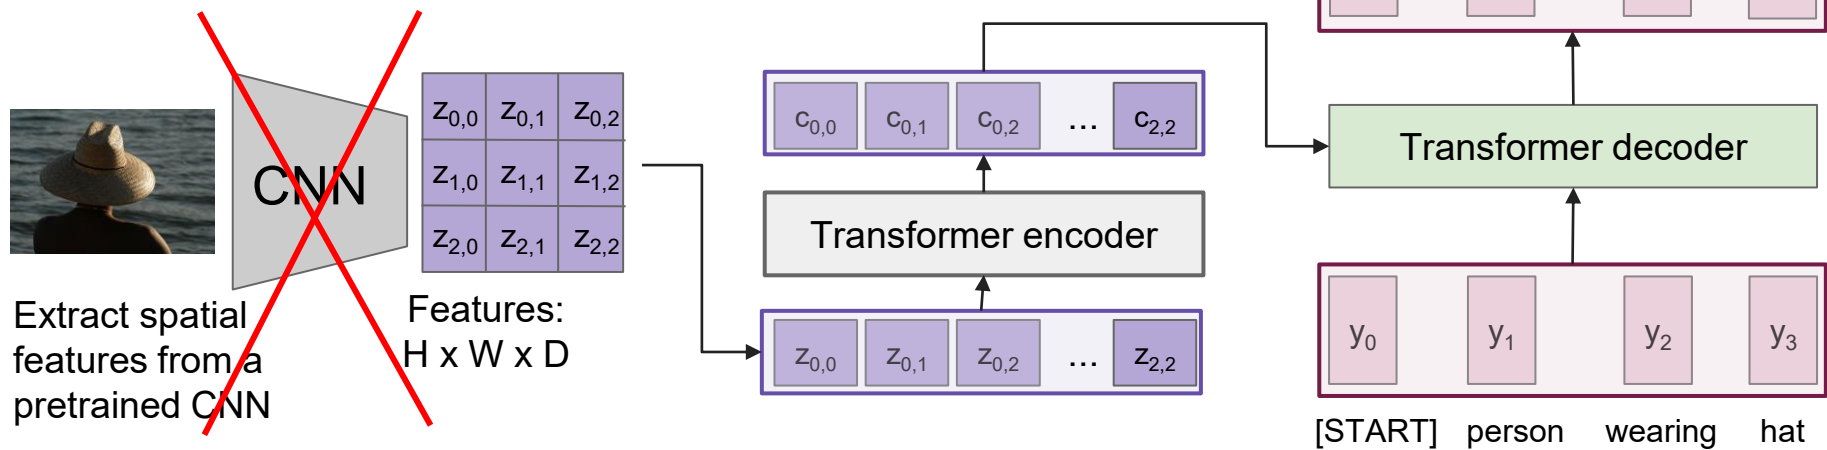 CNN
z0,0 z0,1 z0,2
z1,0 z1,1 z1,2
z2,0 z2,1 z2,2
Extract spatial
features from a
pretrained CNN
Features:
H x W x D
c0,0 c0,1 c0,2 ... c2,2
Transformer encoder
z0,0 z0,1 z0,2 ... z2,2
Transformer decoder
y0 y1 y2 y3
[START] person wearing hat